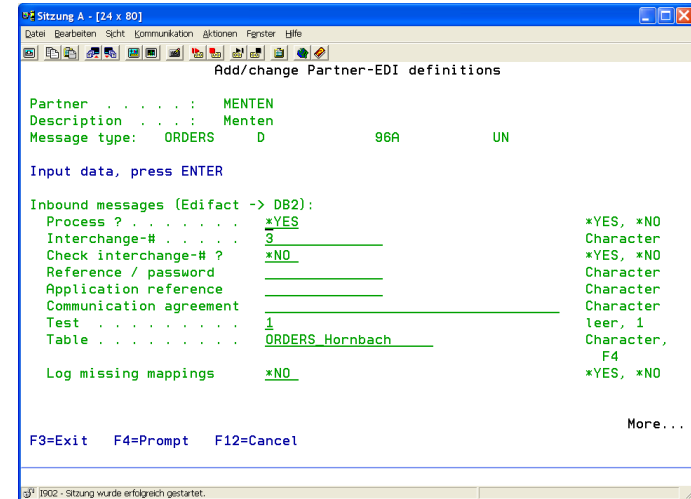 Sitzung A - [24 x 80]
Datei Bearbeiten Sicht Kommunikation Aktionen Fenster Hilfe
Add/change Partner-EDI definitions
Partner . . . . . : MENTEN
Description . . . : Menten
Message type: ORDERS D 96A UN
Input data, press ENTER
Inbound messages (Edifact -> DB2):
Process ? . . . . . . . *YES *YES, *NO
Interchange-# . . . . . 3 Character
Check interchange-# ? *NO *YES, *NO
Reference / password Character
Application reference Character
Communication agreement Character
Test . . . . . . . . . 1 leer, 1
Table . . . . . . . . . ORDERS_Hornbach Character,
F4
Log missing mappings *NO *YES, *NO
More...
F3=Exit F4=Prompt F12=Cancel
I902 - Sitzung wurde erfolgreich gestartet.